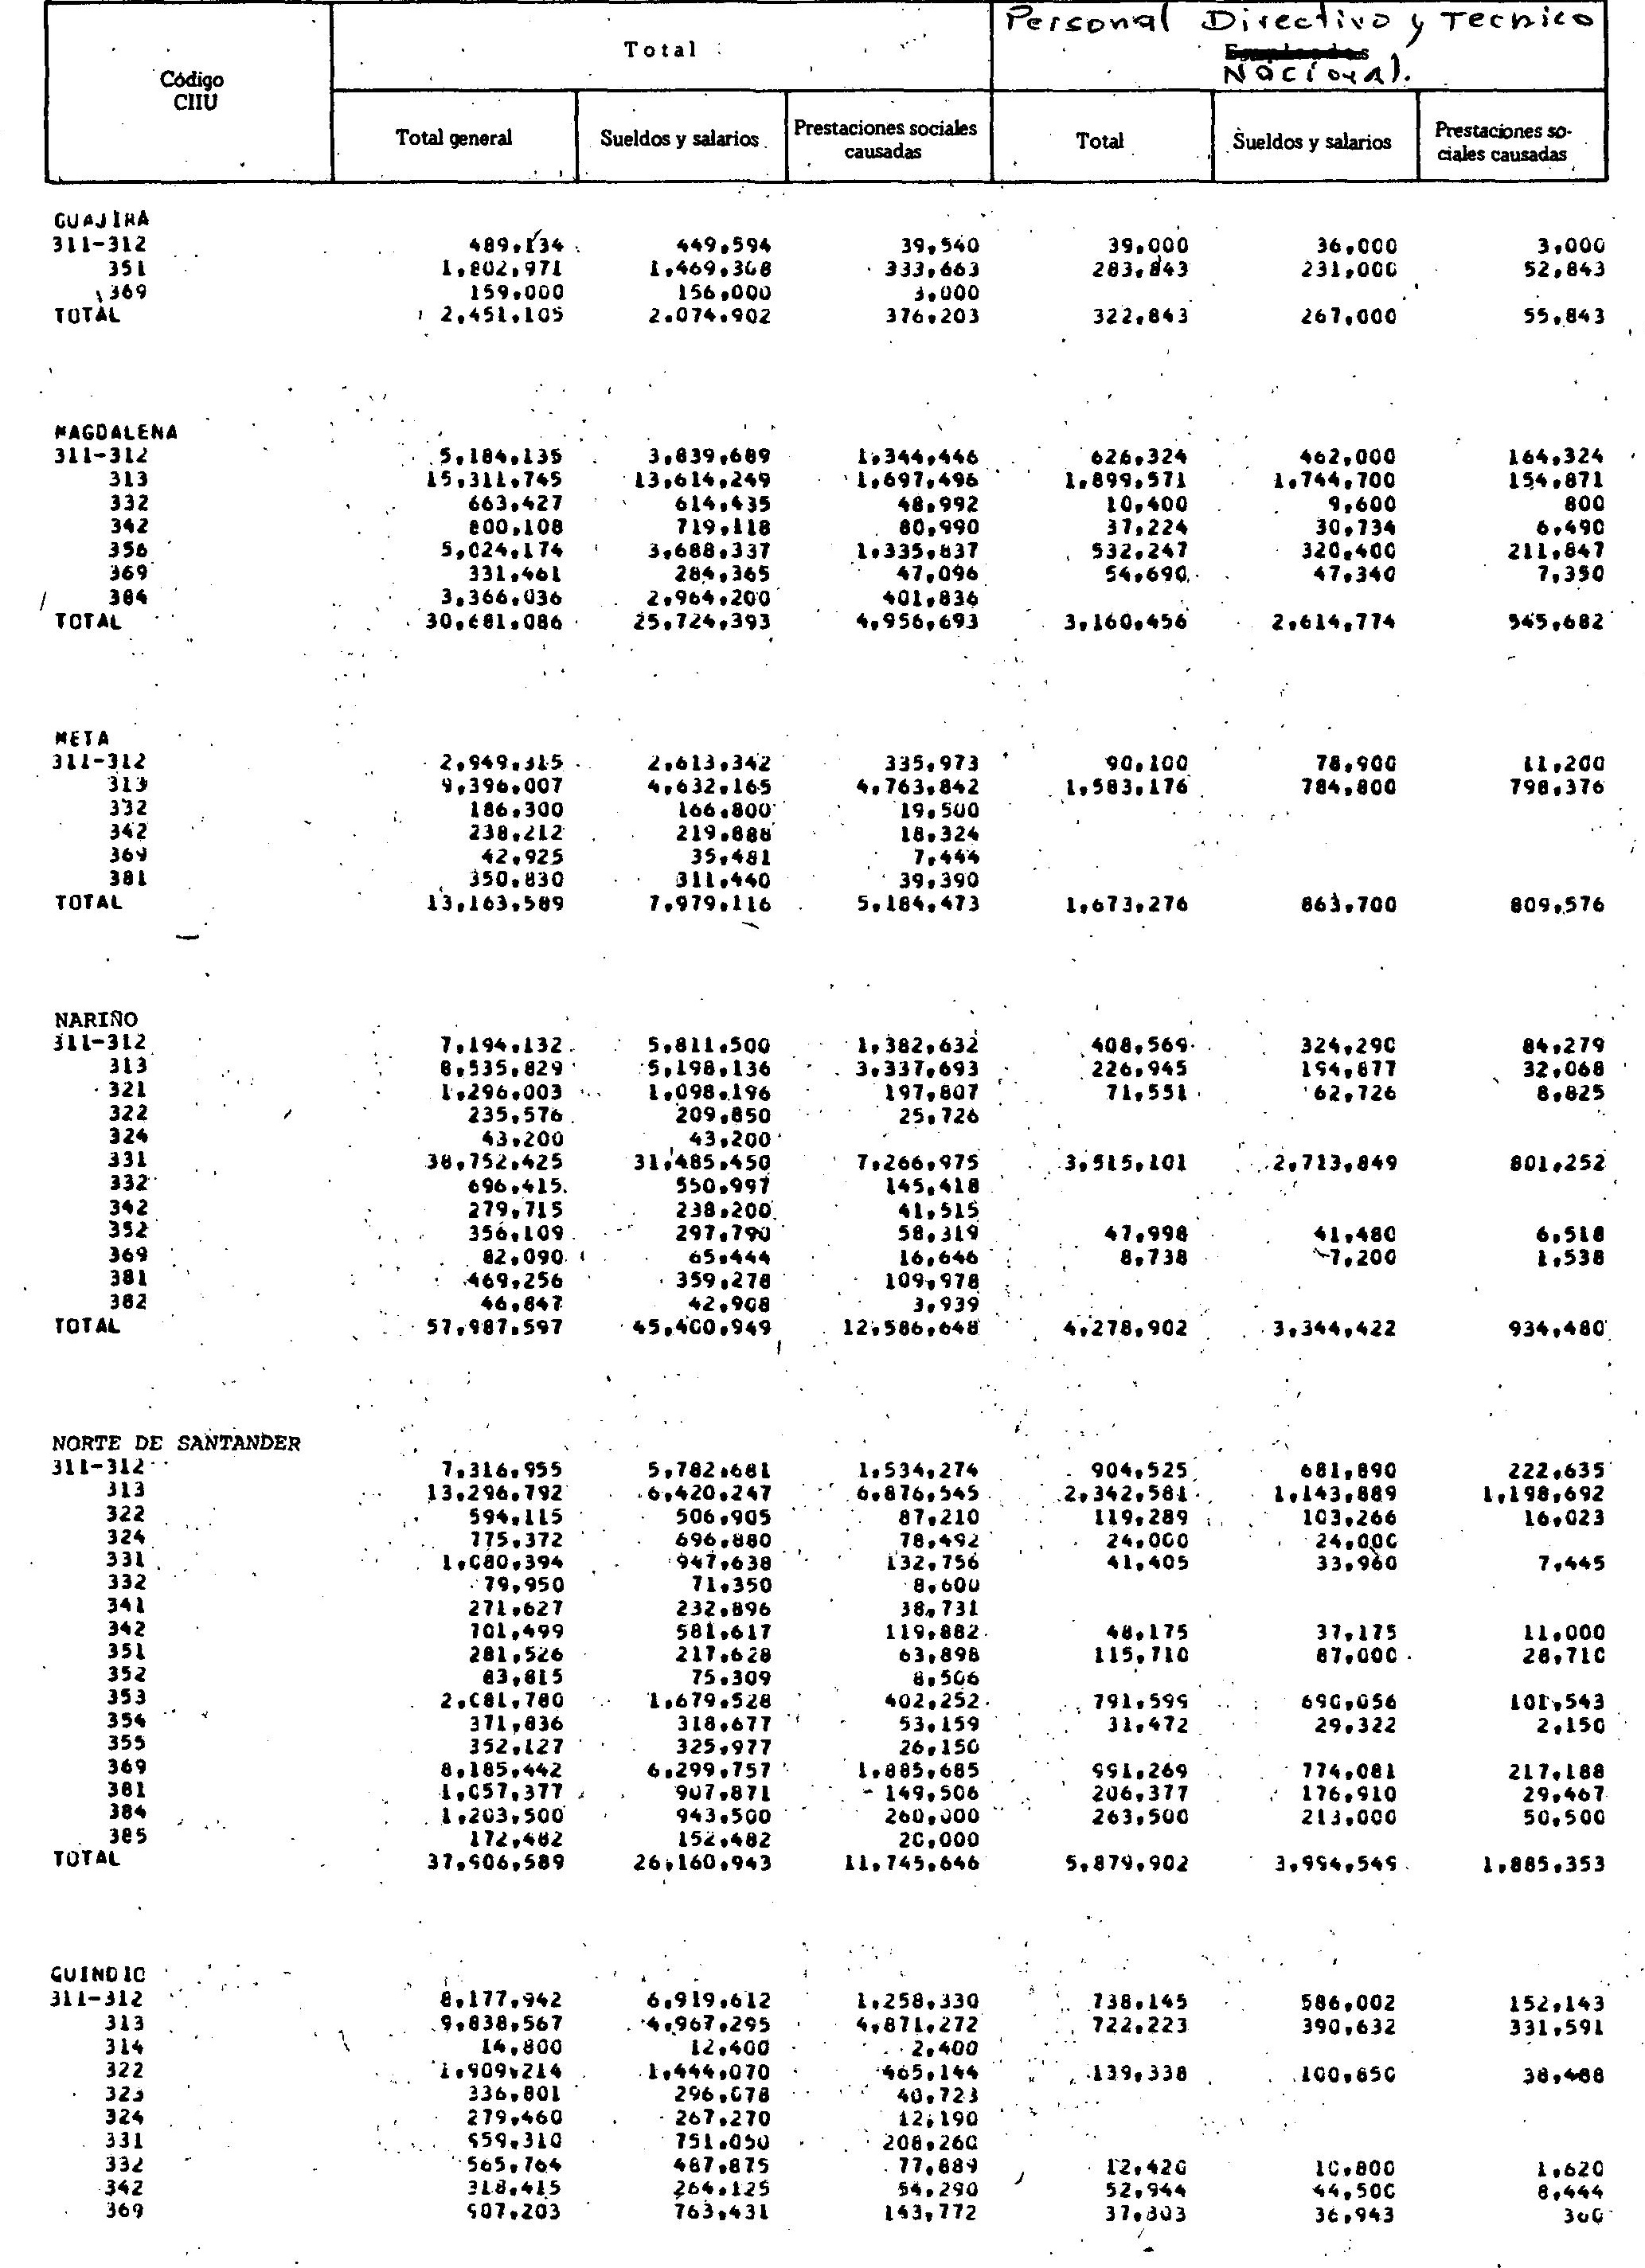 Personal Directivo y Tecnico
Total
Nacional.
Código
CIIU
Total general Sueldos y salarios Prestaciones sociales causadas Total Sueldos y salarios Prestaciones so-ciales causadas
GUAJIRA
311-312 489,134 449,594 39,540 39,000 36,000 3,000
351 1,802,971 1,469,308 333,663 283,843 231,000 52,843
369 159,000 156,000 3,000
TOTAL 2,451,105 2,074,902 376,203 322,843 267,000 55,843
MAGDALENA
311-312 5,184,135 3,839,689 1,344,446 626,324 462,000 164,324
313 15,311,745 13,614,249 1,697,496 1,899,571 1,744,700 154,871
332 663,427 614,435 48,992 10,400 9,600 800
342 800,108 719,118 80,990 37,224 30,734 6,490
356 5,024,174 3,688,337 1,335,837 532,247 320,400 211,847
369 331,461 284,365 47,096 54,690 47,340 7,350
384 3,366,036 2,964,200 401,836
TOTAL 30,681,086 25,724,393 4,956,693 3,160,456 2,614,774 545,682
META
311-312 2,949,315 2,613,342 335,973 90,100 78,900 11,200
313 9,396,007 4,632,165 4,763,842 1,583,176 784,800 798,376
332 186,300 166,800 19,500
342 238,212 219,888 18,324
369 42,925 35,481 7,444
381 350,830 311,440 39,390
TOTAL 13,163,589 7,979,116 5,184,473 1,673,276 863,700 809,576
NARIÑO
311-312 7,194,132 5,811,500 1,382,632 408,569 324,290 84,279
313 8,535,829 5,198,136 3,337,693 226,945 194,877 32,068
321 1,296,003 1,098,196 197,807 71,551 62,726 8,825
322 235,576 209,850 25,726
324 43,200 43,200
331 38,752,425 31,485,450 7,266,975 3,515,101 2,713,849 801,252
332 696,415 550,997 145,418
342 279,715 238,200 41,515
352 356,109 297,790 58,319 47,998 41,480 6,518
369 82,090 65,444 16,646 8,738 7,200 1,538
381 469,256 359,278 109,978
382 46,847 42,908 3,939
TOTAL 57,987,597 45,400,949 12,586,648 4,278,902 3,344,422 934,480
NORTE DE SANTANDER
311-312 7,316,955 5,782,681 1,534,274 904,525 681,890 222,635
313 13,296,792 6,420,247 6,876,545 2,342,581 1,143,889 1,198,692
322 594,115 506,905 87,210 119,289 103,266 16,023
324 775,372 696,880 78,492 24,000 24,000
331 1,080,394 947,638 132,756 41,405 33,960 7,445
332 79,950 71,350 8,600
341 271,627 232,896 38,731
342 701,499 581,617 119,882 48,175 37,175 11,000
351 281,526 217,628 63,898 115,710 87,000 28,710
352 83,815 75,309 8,506
353 2,081,780 1,679,528 402,252 791,599 690,056 101,543
354 371,836 318,677 53,159 31,472 29,322 2,150
355 352,127 325,977 26,150
369 8,185,442 6,299,757 1,885,685 991,269 774,081 217,188
381 1,057,377 907,871 149,506 206,377 176,910 29,467
384 1,203,500 943,500 260,000 263,500 213,000 50,500
385 172,482 152,482 20,000
TOTAL 37,906,589 26,160,943 11,745,646 5,879,902 3,994,549 1,885,353
QUINDIO
311-312 8,177,942 6,919,612 1,258,330 738,145 586,002 152,143
313 9,838,567 4,967,295 4,871,272 722,223 390,632 331,591
314 14,800 12,400 2,400
322 1,909,214 1,444,070 465,144 139,338 100,850 38,488
323 336,801 296,078 40,723
324 279,460 267,270 12,190
331 959,310 751,050 208,260
332 565,764 487,875 77,889 12,420 10,800 1,620
342 318,415 264,125 54,290 52,944 44,500 8,444
369 907,203 763,431 143,772 37,303 36,943 360